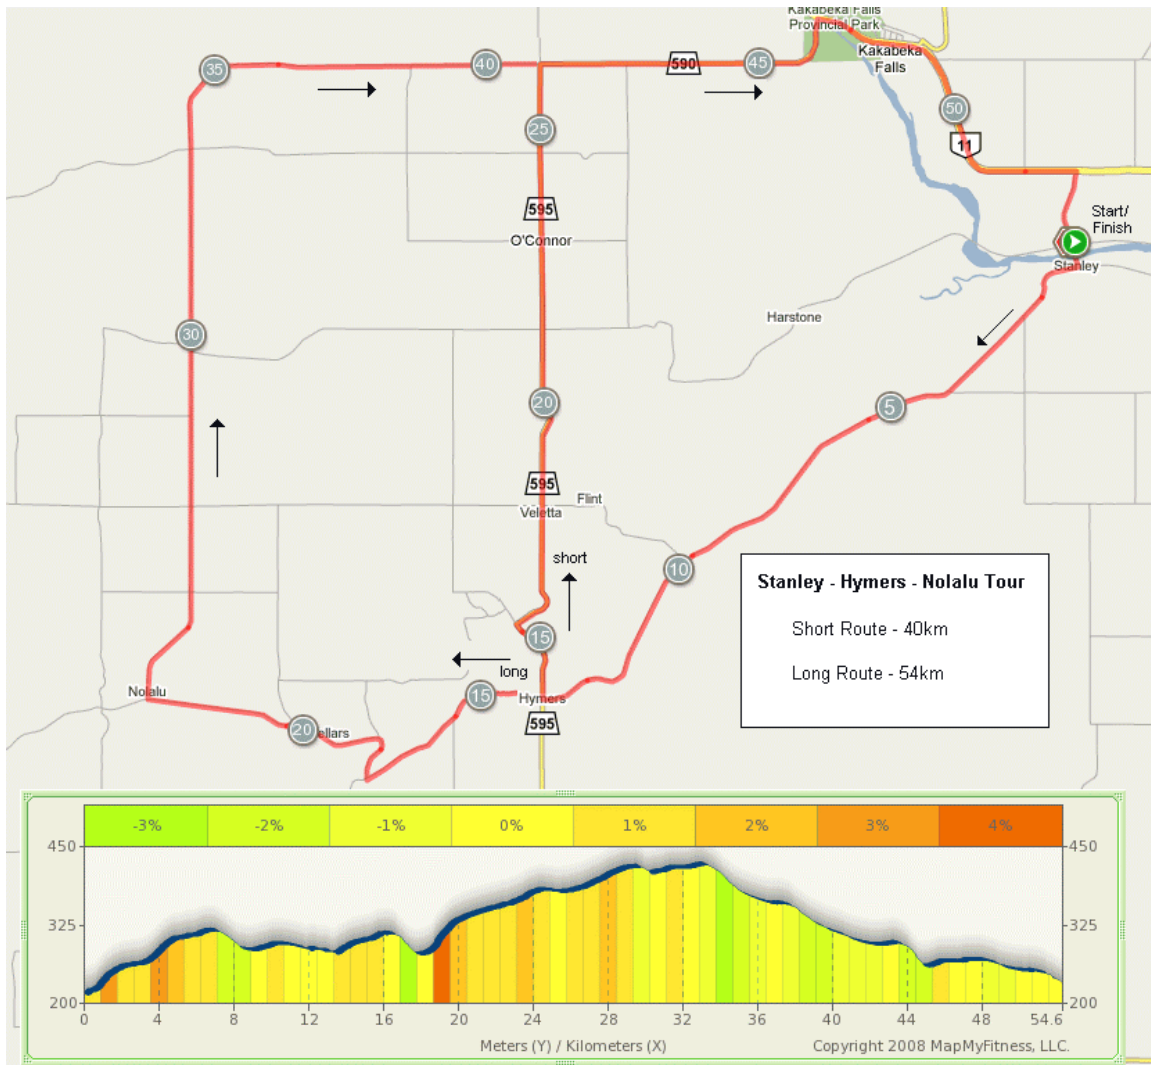 Kakabeka Falls
Provincial Park
Kakabeka
Falls
35
40
590
45
50
11
25
595
O'Connor
Start/
Finish
Stanley
Harstone
30
20
5
595
Veletta
Flint
short
10
15
long
15
Hymers
595
Nolalu
20
ellars
Stanley - Hymers - Nolalu Tour
Short Route - 40km
Long Route - 54km
-3% -2% -1% 0% 1% 2% 3% 4%
450 450
325 325
200 200
0 4 8 12 16 20 24 28 32 36 40 44 48 54.6
Meters (Y) / Kilometers (X) Copyright 2008 MapMyFitness, LLC.